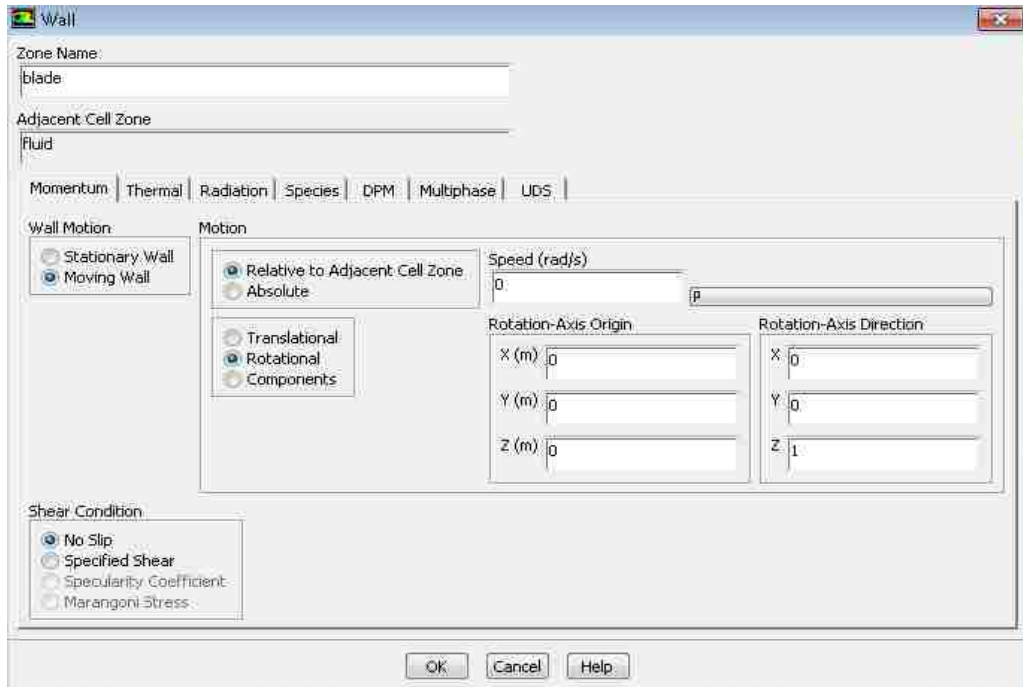 Wall
Zone Name
blade
Adjacent Cell Zone
fluid
Momentum Thermal Radiation Species DPM Multiphase UDS
Wall Motion
Stationary Wall
Moving Wall
Motion
Relative to Adjacent Cell Zone
Absolute
Translational
Rotational
Components
Speed (rad/s)
0
P
Rotation-Axis Origin
X (m) 0
Y (m) 0
Z (m) 0
Rotation-Axis Direction
X 0
Y 0
Z 1
Shear Condition
No Slip
Specified Shear
Specularity Coefficient
Marangoni Stress
OK Cancel Help